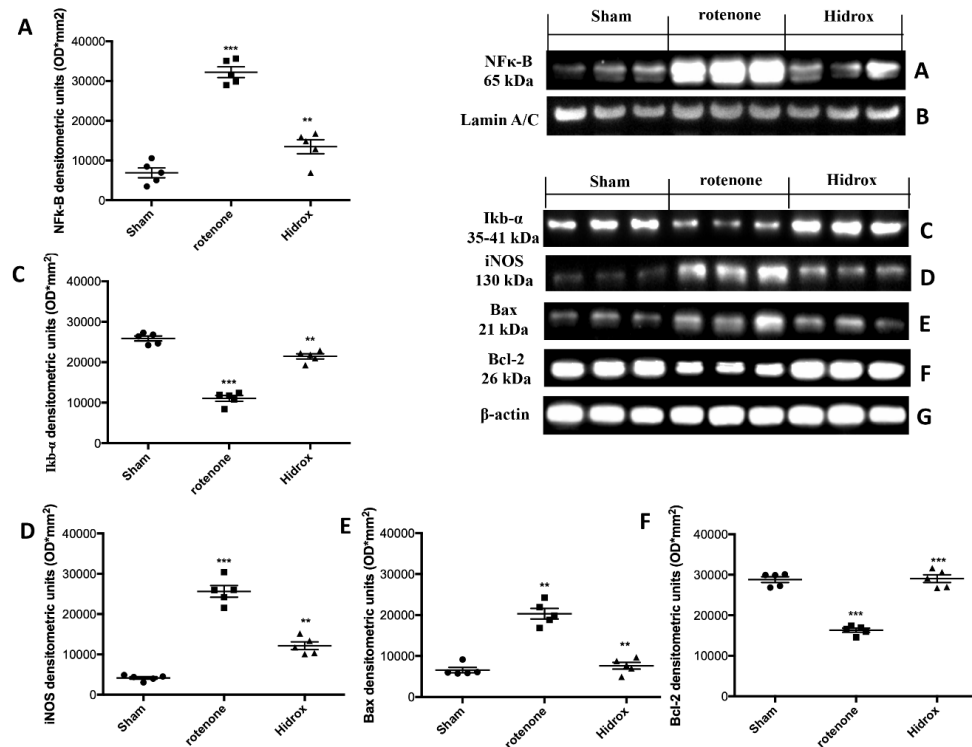 A
NFk-B densitometric units (OD*mm2)
40000
30000
20000
10000
0
***
**
Sham
rotenone
Hidrox
Sham rotenone Hidrox
NFκ-B
65 kDa
A
Lamin A/C
B
Sham rotenone Hidrox
Ikb-α
35-41 kDa
C
iNOS
130 kDa
D
Bax
21 kDa
E
Bcl-2
26 kDa
F
β-actin
G
C
Ikb-α densitometric units (OD*mm²)
40000
30000
20000
10000
0
***
**
Sham
rotenone
Hidrox
D
iNOS densitometric units (OD*mm²)
40000
30000
20000
10000
0
***
**
Sham
rotenone
Hidrox
E
Bax densitometric units (OD*mm²)
40000
30000
20000
10000
0
**
**
Sham
rotenone
Hidrox
F
Bcl-2 densitometric units (OD*mm²)
40000
30000
20000
10000
0
***
***
Sham
rotenone
Hidrox